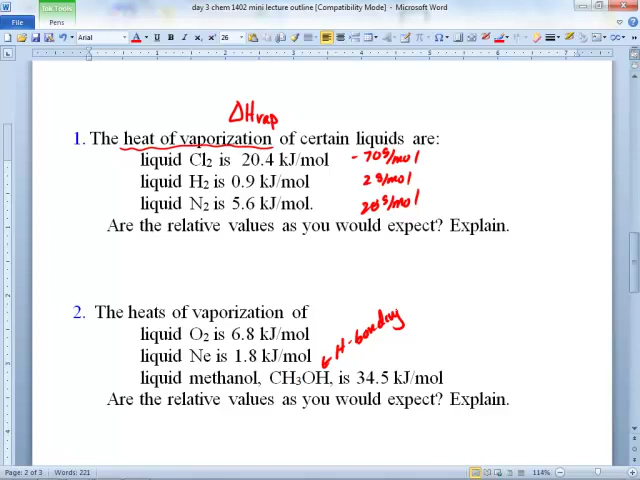 Ink Tools
day 3 chem 1402 mini lecture outline [Compatibility Mode] - Microsoft Word
File
Pens
Arial
26
ΔHvap
1. The heat of vaporization of certain liquids are:
liquid Cl2 is 20.4 kJ/mol - 70g/mol
liquid H2 is 0.9 kJ/mol 2g/mol
liquid N2 is 5.6 kJ/mol. 28g/mol
Are the relative values as you would expect? Explain.
2. The heats of vaporization of
liquid O2 is 6.8 kJ/mol
liquid Ne is 1.8 kJ/mol H-bonding
liquid methanol, CH3OH, is 34.5 kJ/mol
Are the relative values as you would expect? Explain.
Page: 2 of 3 Words: 221 114%